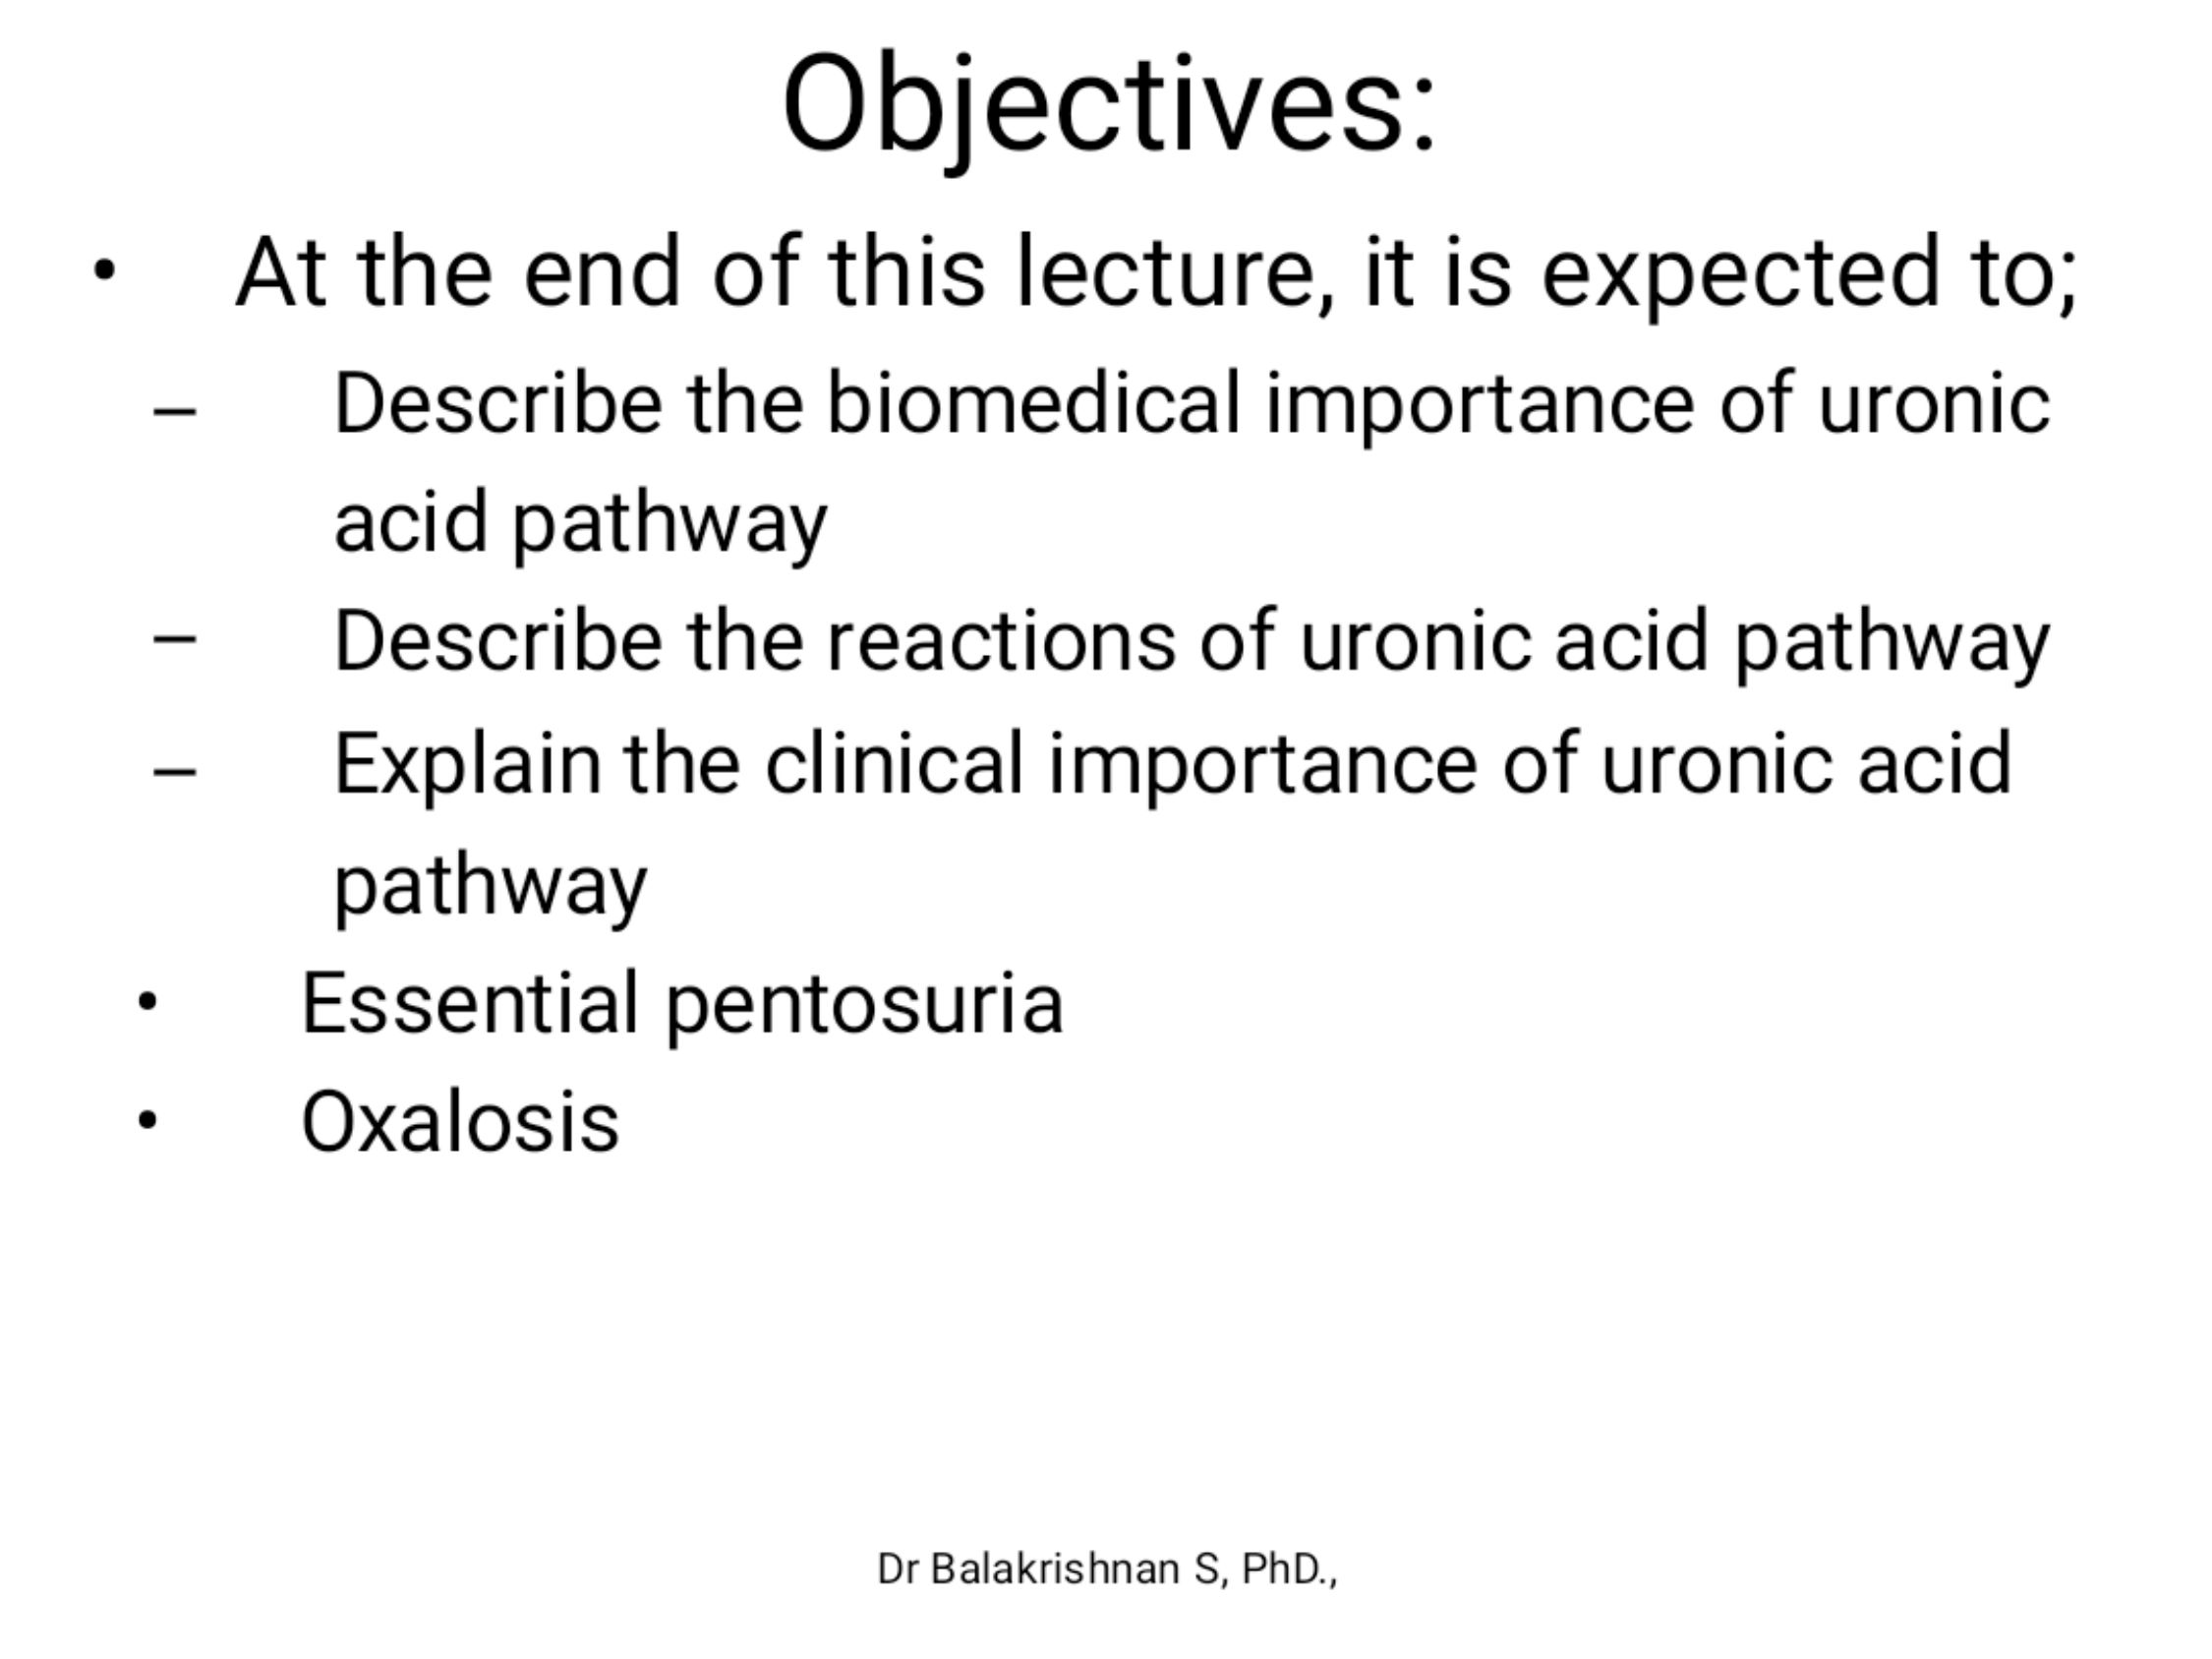 Objectives:
• At the end of this lecture, it is expected to;
– Describe the biomedical importance of uronic
acid pathway
– Describe the reactions of uronic acid pathway
– Explain the clinical importance of uronic acid
pathway
• Essential pentosuria
• Oxalosis
Dr Balakrishnan S, PhD.,